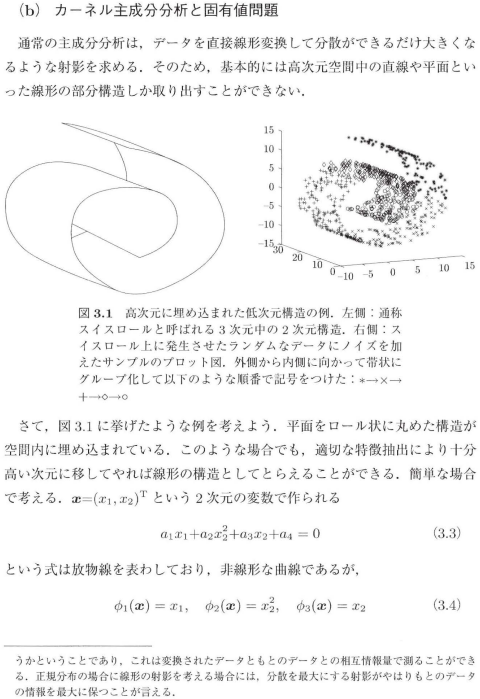 (b) カーネル主成分分析と固有値問題
通常の主成分分析は，データを直接線形変換して分散ができるだけ大きくな
るような射影を求める．そのため，基本的には高次元空間中の直線や平面とい
った線形の部分構造しか取り出すことができない．
15
10
5
0
−5
−10
−15
30
20
10
0
−10
−5
0
5
10
15
図 3.1 高次元に埋め込まれた低次元構造の例．左側：通称
スイスロールと呼ばれる 3 次元中の 2 次元構造．右側：ス
イスロール上に発生させたランダムなデータにノイズを加
えたサンプルのプロット図．外側から内側に向かって帯状に
グループ化して以下のような順番で記号をつけた：∗→×→
+→◇→○
さて，図 3.1 に挙げたような例を考えよう．平面をロール状に丸めた構造が
空間内に埋め込まれている．このような場合でも，適切な特徴抽出により十分
高い次元に移してやれば線形の構造としてとらえることができる．簡単な場合
で考える．x=(x₁, x₂)ᵀ という 2 次元の変数で作られる
a₁x₁+a₂x₂²+a₃x₂+a₄ = 0 (3.3)
という式は放物線を表わしており，非線形な曲線であるが，
ϕ₁(x) = x₁, ϕ₂(x) = x₂², ϕ₃(x) = x₂ (3.4)
うかということであり，これは変換されたデータともとのデータとの相互情報量で測ることができ
る．正規分布の場合に線形の射影を考える場合には，分散を最大にする射影がやはりもとのデータ
の情報を最大に保つことが言える．